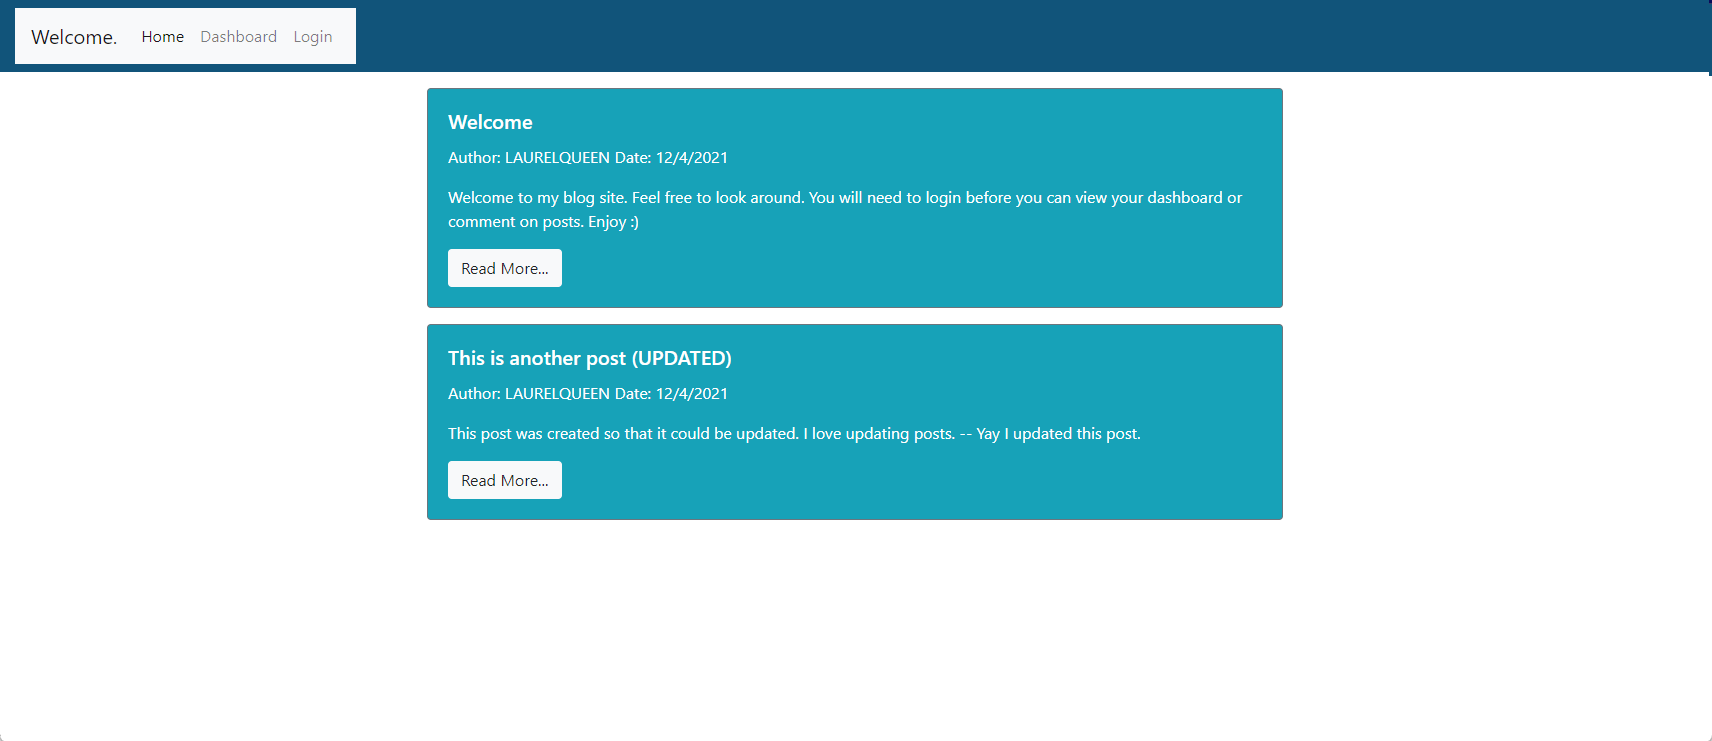 Welcome. Home Dashboard Login
Welcome
Author: LAURELQUEEN Date: 12/4/2021
Welcome to my blog site. Feel free to look around. You will need to login before you can view your dashboard or
comment on posts. Enjoy :)
Read More...
This is another post (UPDATED)
Author: LAURELQUEEN Date: 12/4/2021
This post was created so that it could be updated. I love updating posts. -- Yay I updated this post.
Read More...